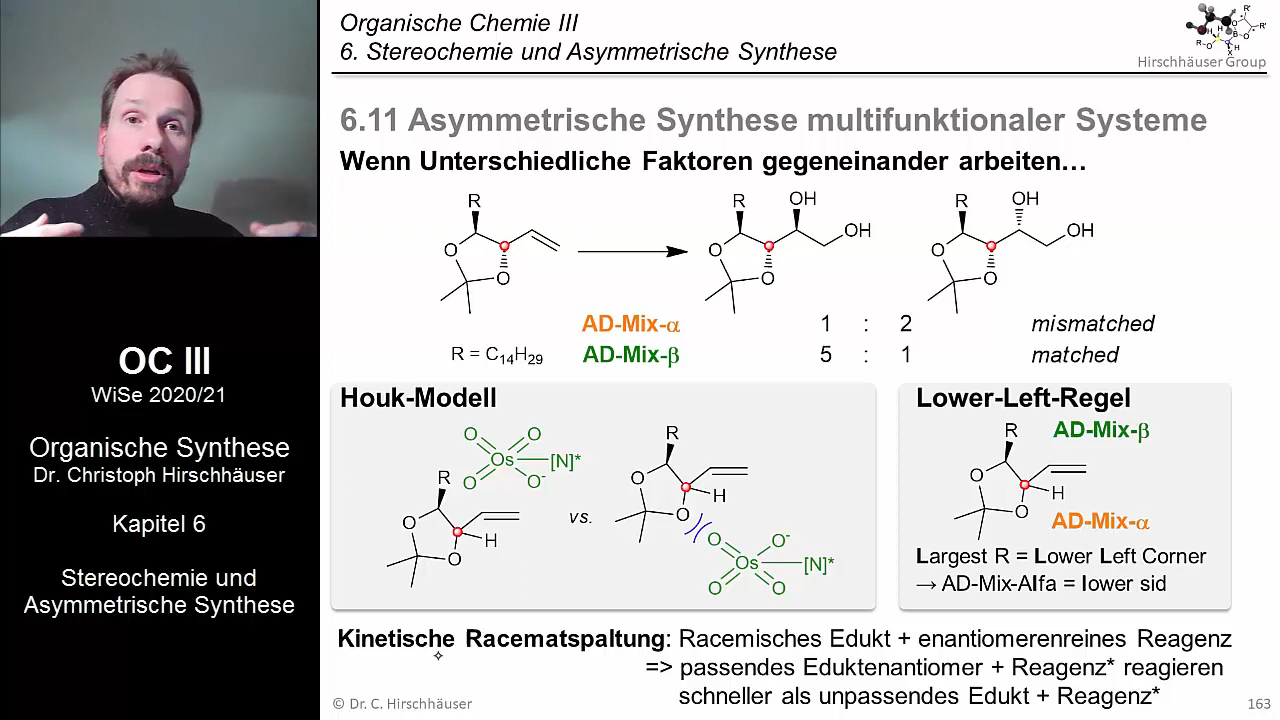 Organische Chemie III
6. Stereochemie und Asymmetrische Synthese
Hirschhäuser Group
6.11 Asymmetrische Synthese multifunktionaler Systeme
Wenn Unterschiedliche Faktoren gegeneinander arbeiten…
R
O
O
R
OH
OH
O
O
R
OH
OH
O
O
AD-Mix-α 1 : 2 mismatched
R = C₁₄H₂₉ AD-Mix-β 5 : 1 matched
Houk-Modell
O O
Os [N]*
O O⁻
R
O
H
O
vs.
R
O
H
O
O O⁻
Os [N]*
O O
Lower-Left-Regel
R AD-Mix-β
O
H
O
AD-Mix-α
Largest R = Lower Left Corner
→ AD-Mix-Alfa = lower sid
Kinetische Racematspaltung: Racemisches Edukt + enantiomerenreines Reagenz
=> passendes Eduktenantiomer + Reagenz* reagieren
schneller als unpassendes Edukt + Reagenz*
© Dr. C. Hirschhäuser
163
OC III
WiSe 2020/21
Organische Synthese
Dr. Christoph Hirschhäuser
Kapitel 6
Stereochemie und
Asymmetrische Synthese